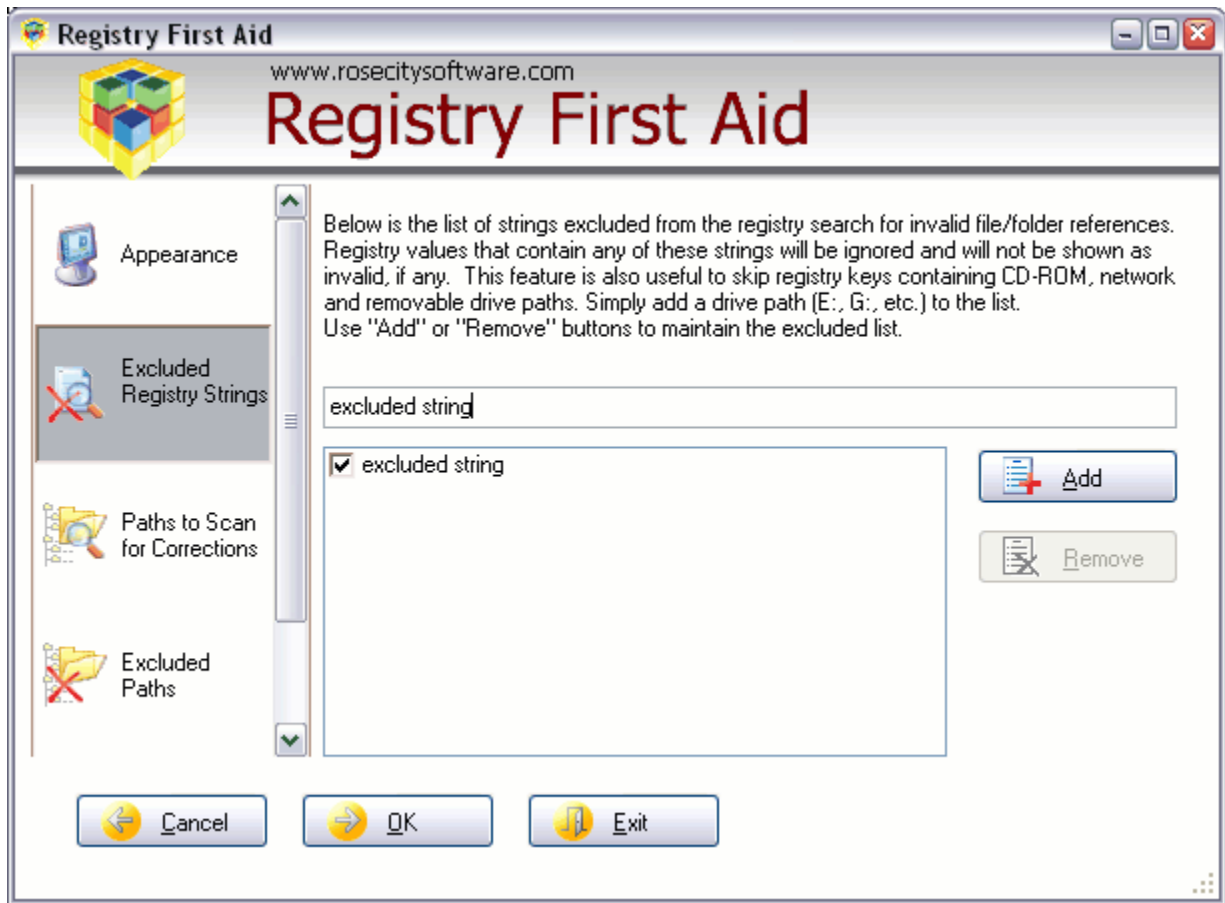 Registry First Aid
www.rosecitysoftware.com
Registry First Aid
Appearance
Excluded
Registry Strings
Paths to Scan
for Corrections
Excluded
Paths
Below is the list of strings excluded from the registry search for invalid file/folder references.
Registry values that contain any of these strings will be ignored and will not be shown as
invalid, if any.  This feature is also useful to skip registry keys containing CD-ROM, network
and removable drive paths. Simply add a drive path (E:, G:, etc.) to the list.
Use "Add" or "Remove" buttons to maintain the excluded list.
excluded string
excluded string
Add
Remove
Cancel
OK
Exit